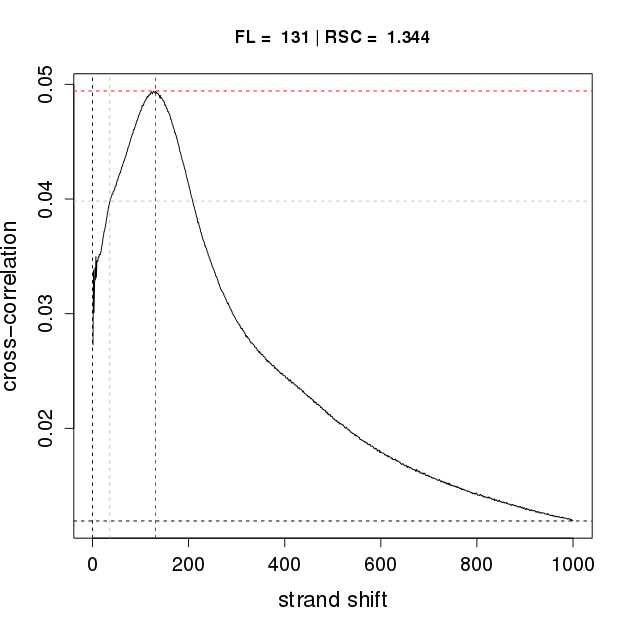 FL = 131 | RSC = 1.344
cross−correlation
0.05
0.04
0.03
0.02
0 200 400 600 800 1000
strand shift